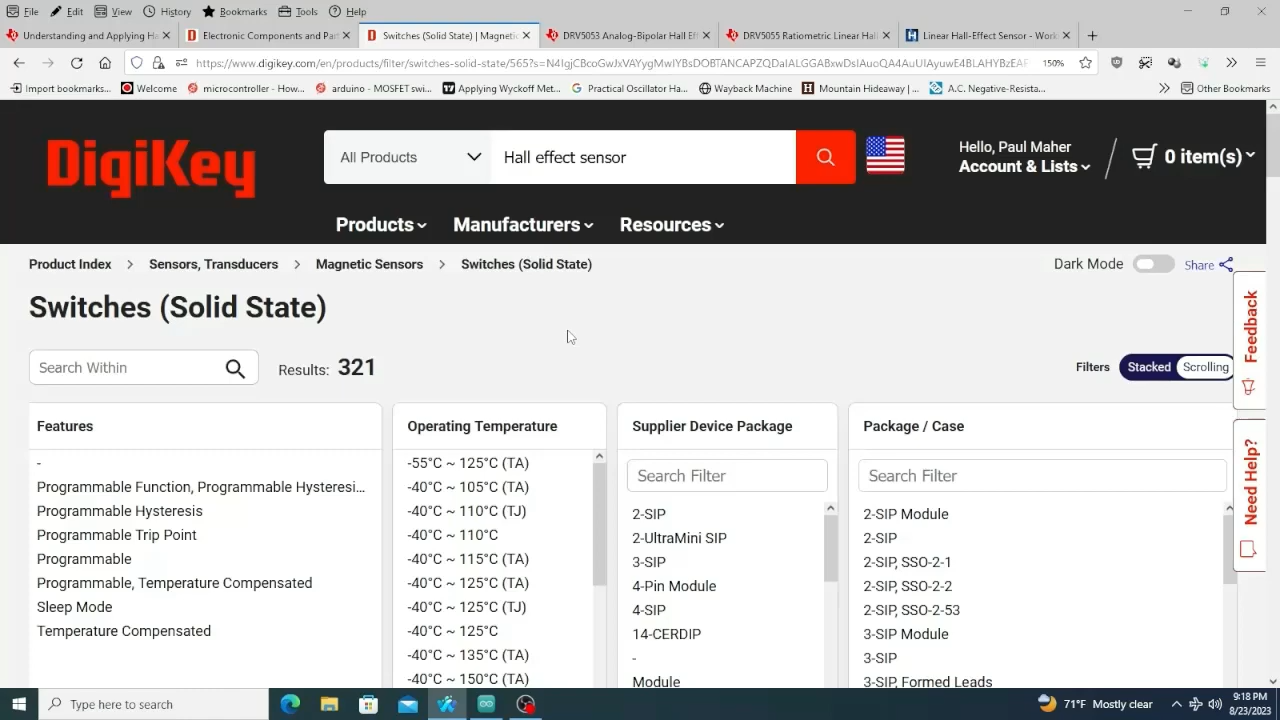 File Edit View History Bookmarks Tools Help
Understanding and Applying Ha
Electronic Components and Par
Switches (Solid State) | Magneti
DRV5053 Analog-Bipolar Hall Ef
DRV5055 Ratiometric Linear Hal
Linear Hall-Effect Sensor - Work
150%
Import bookmarks...
Welcome
microcontroller - How...
arduino - MOSFET swi...
Applying Wyckoff Met...
Practical Oscillator Ha...
Wayback Machine
Mountain Hideaway |...
A.C. Negative-Resista...
Other Bookmarks
DigiKey
All Products
Hall effect sensor
Hello, Paul Maher
Account & Lists
0 item(s)
Products
Manufacturers
Resources
Product Index > Sensors, Transducers > Magnetic Sensors > Switches (Solid State)
Dark Mode
Share
Switches (Solid State)
Search Within
Results: 321
Filters
Stacked
Scrolling
Feedback
Need Help?
Features
-
Programmable Function, Programmable Hysteresi...
Programmable Hysteresis
Programmable Trip Point
Programmable
Programmable, Temperature Compensated
Sleep Mode
Temperature Compensated
Operating Temperature
-55°C ~ 125°C (TA)
-40°C ~ 105°C (TA)
-40°C ~ 110°C (TJ)
-40°C ~ 110°C
-40°C ~ 115°C (TA)
-40°C ~ 125°C (TA)
-40°C ~ 125°C (TJ)
-40°C ~ 125°C
-40°C ~ 135°C (TA)
-40°C ~ 150°C (TA)
Supplier Device Package
Search Filter
2-SIP
2-UltraMini SIP
3-SIP
4-Pin Module
4-SIP
14-CERDIP
-
Module
Package / Case
Search Filter
2-SIP Module
2-SIP
2-SIP, SSO-2-1
2-SIP, SSO-2-2
2-SIP, SSO-2-53
3-SIP Module
3-SIP
3-SIP, Formed Leads
Type here to search
71°F Mostly clear
9:18 PM
8/23/2023